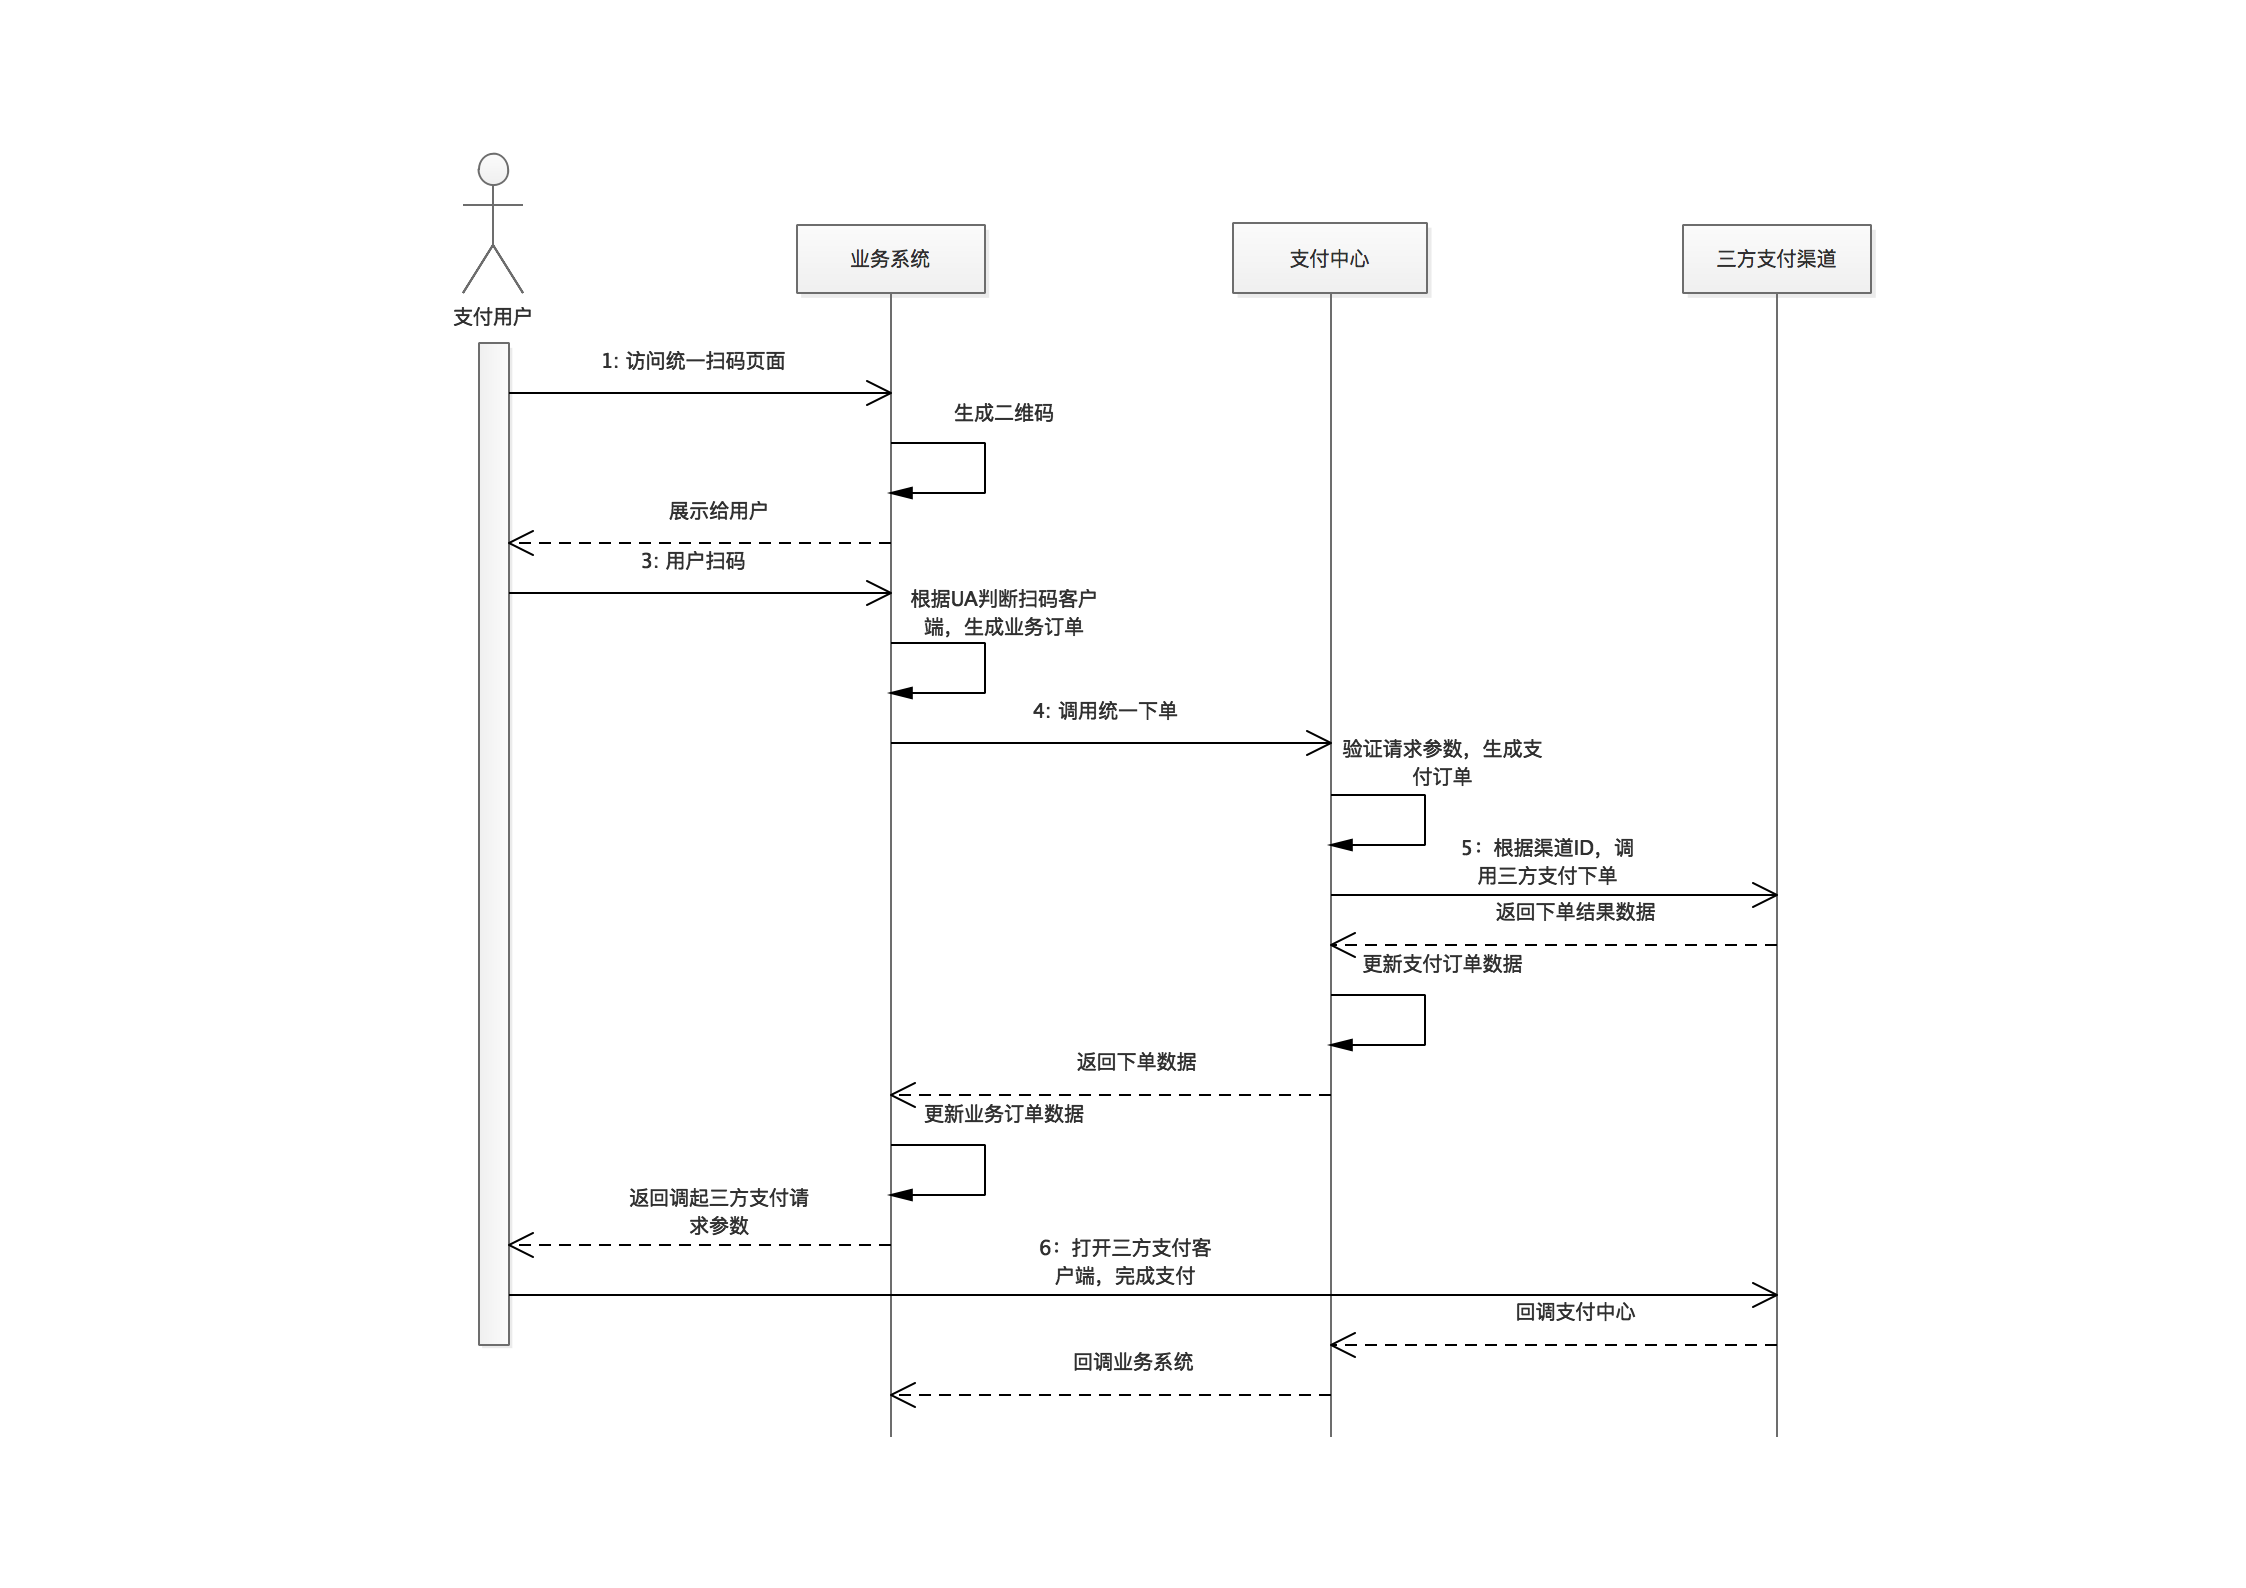 支付用户
业务系统
支付中心
三方支付渠道
1: 访问统一扫码页面
生成二维码
展示给用户
3: 用户扫码
根据UA判断扫码客户
端，生成业务订单
4: 调用统一下单
验证请求参数，生成支
付订单
5：根据渠道ID，调
用三方支付下单
返回下单结果数据
更新支付订单数据
返回下单数据
更新业务订单数据
返回调起三方支付请
求参数
6：打开三方支付客
户端，完成支付
回调支付中心
回调业务系统